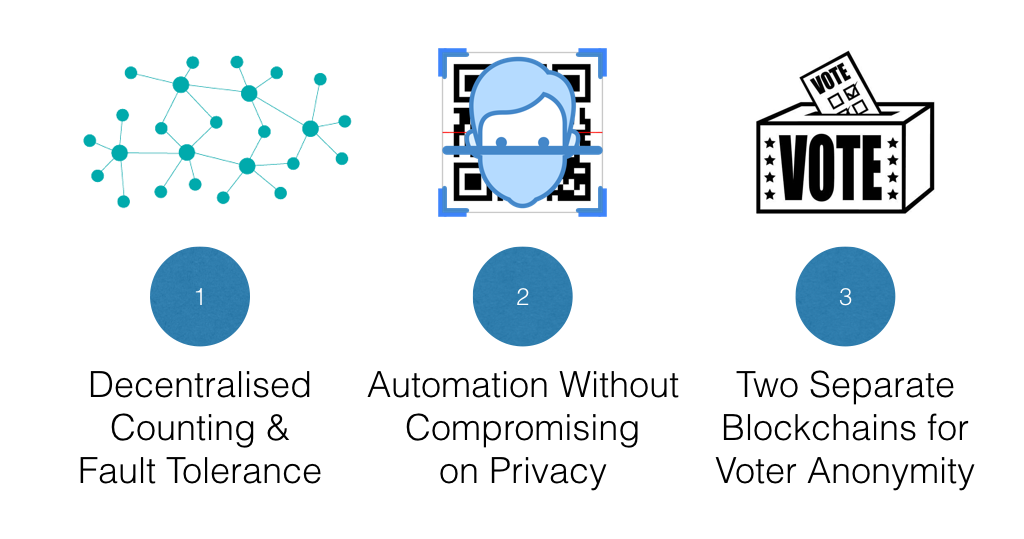 VOTE
VOTE
1
2
3
Decentralised
Counting &
Fault Tolerance
Automation Without
Compromising
on Privacy
Two Separate
Blockchains for
Voter Anonymity